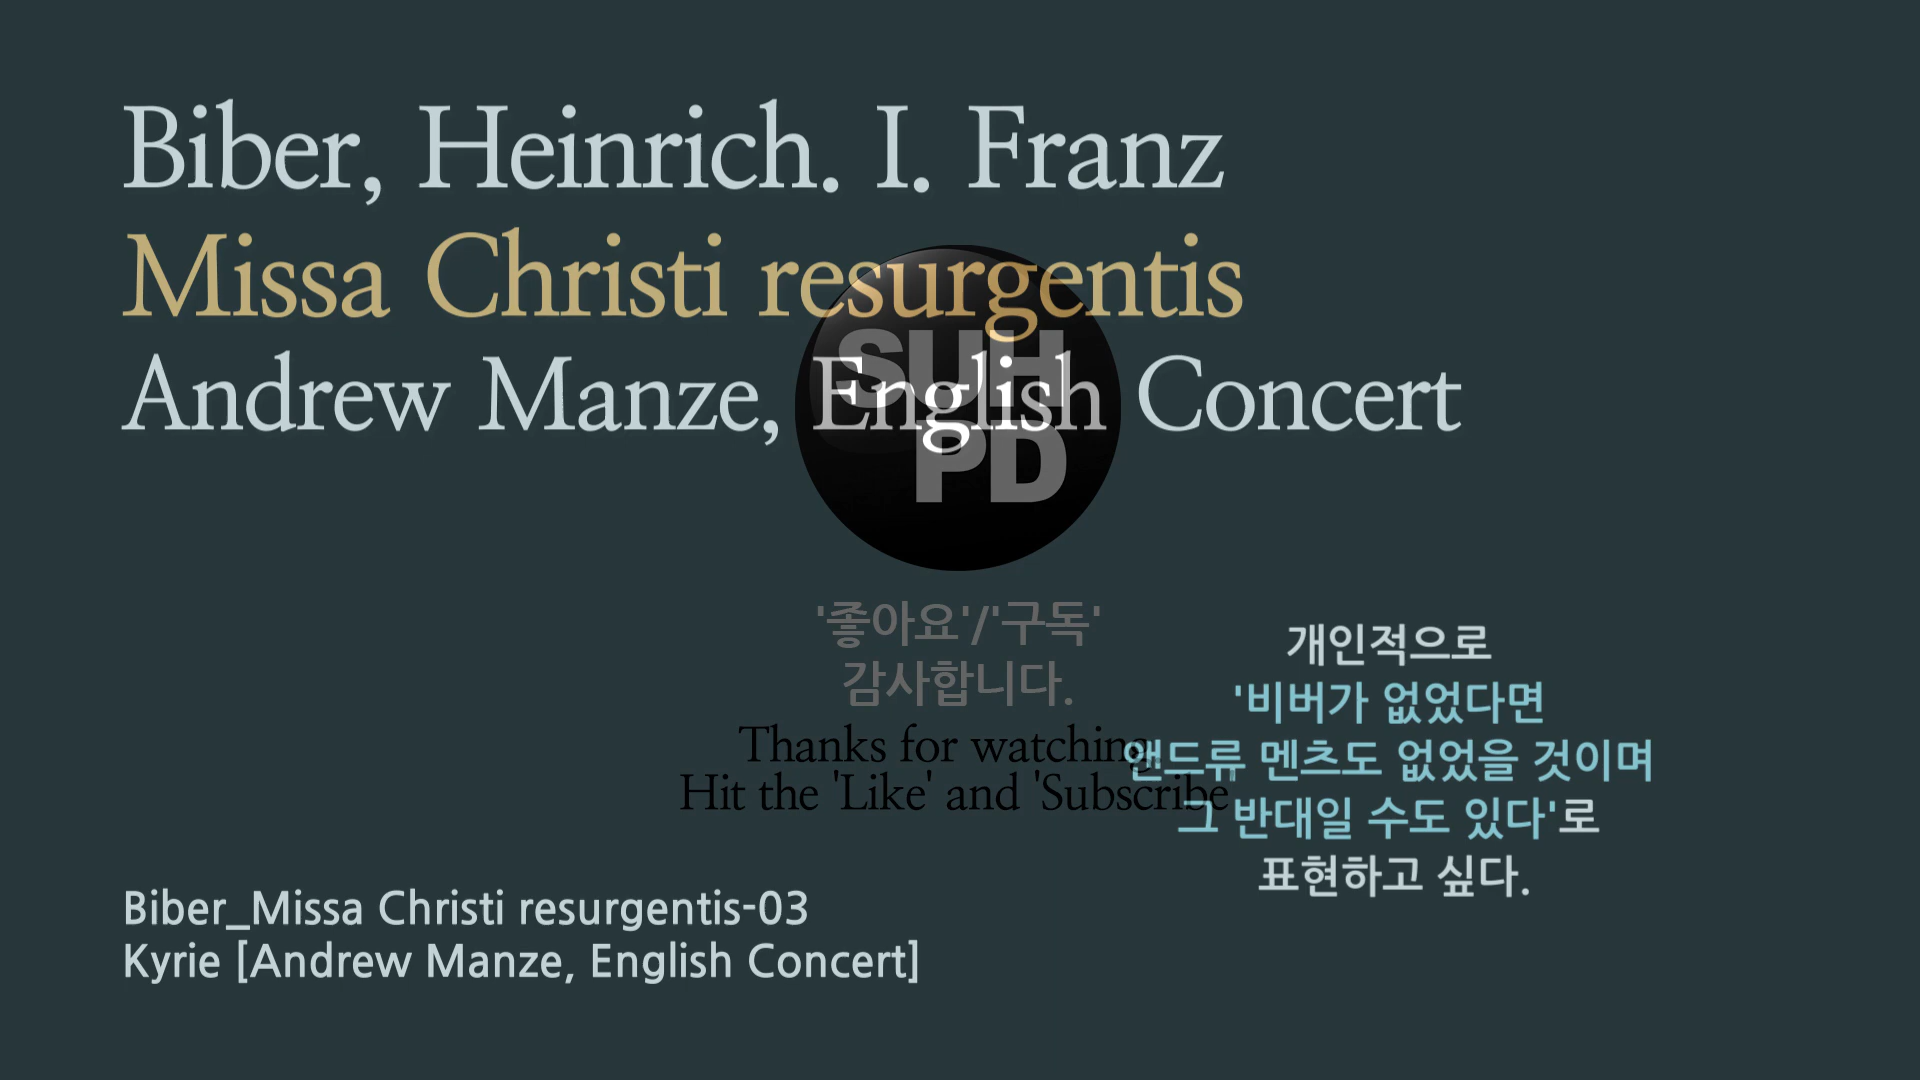 Biber, Heinrich. I. Franz
Missa Christi resurgentis
Andrew Manze, English Concert
SUH
PD
'좋아요'/'구독'
감사합니다.
Thanks for watching,
Hit the 'Like' and 'Subscribe
개인적으로
'비버가 없었다면
앤드류 멘츠도 없었을 것이며
그 반대일 수도 있다'로
표현하고 싶다.
Biber_Missa Christi resurgentis-03
Kyrie [Andrew Manze, English Concert]